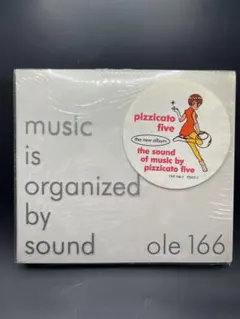 music
is
organized
by
sound
ole 166
pizzicato
five
the new album
the sound
of music by
pizzicato five